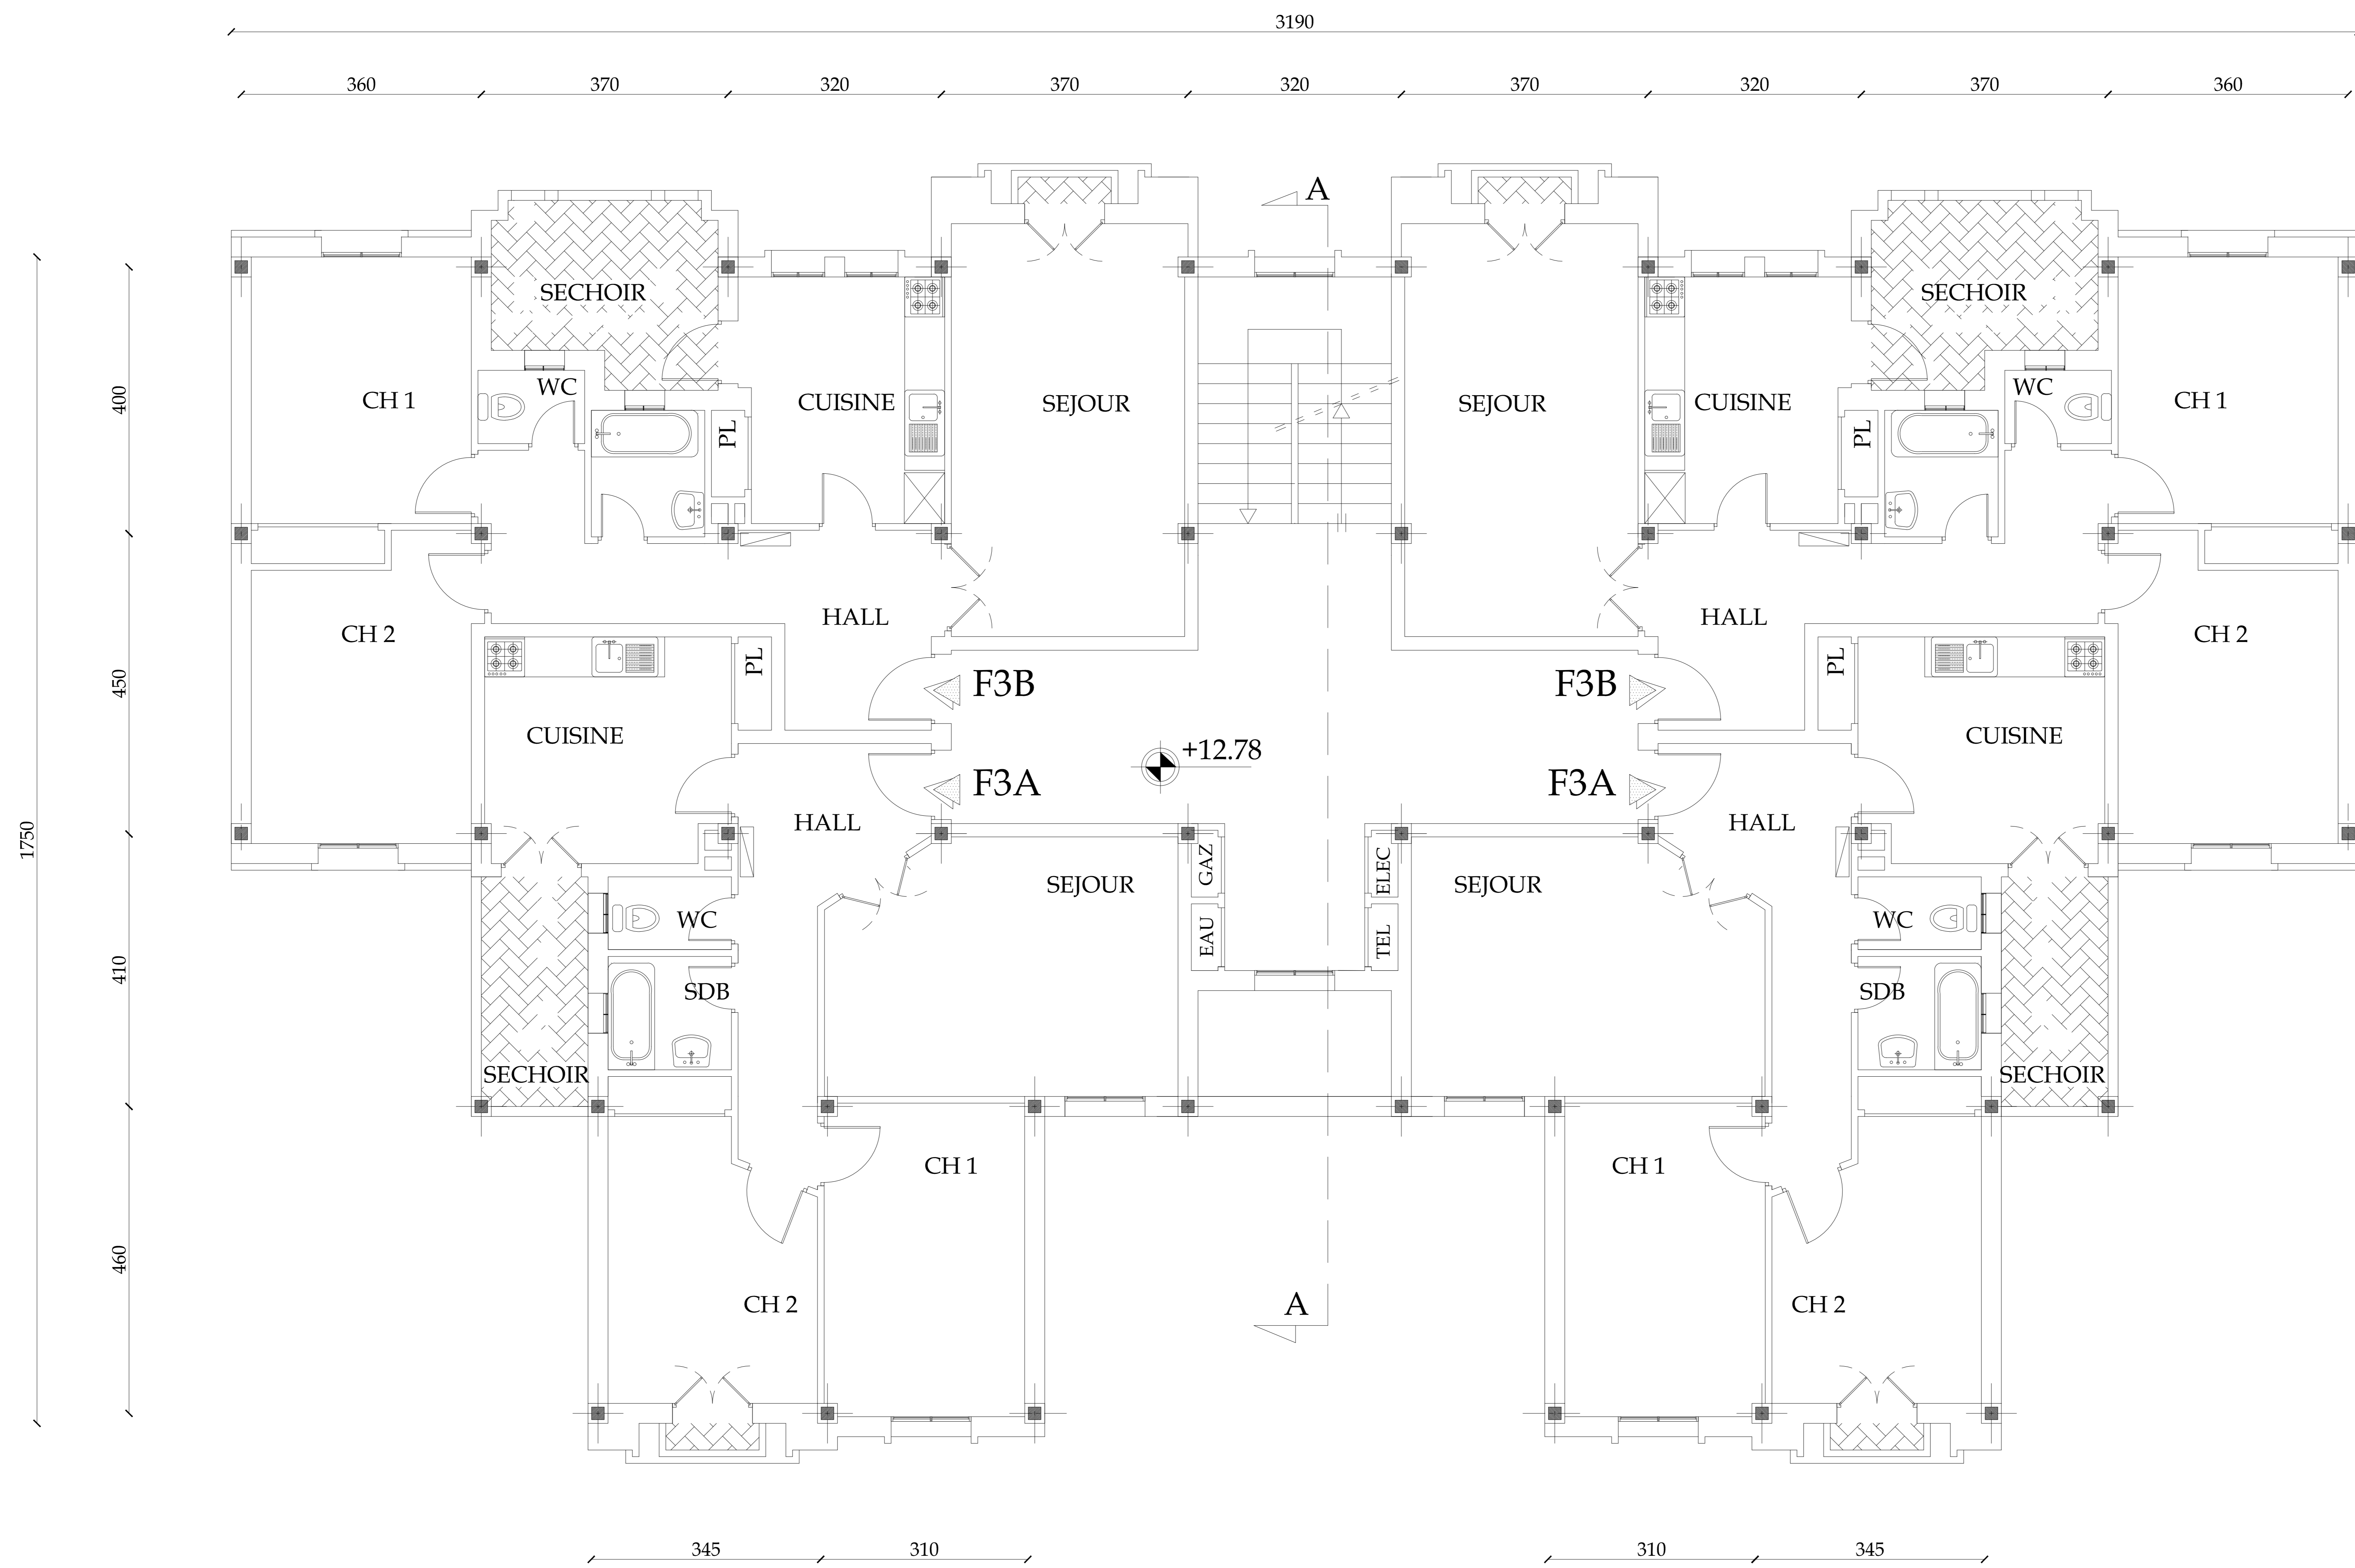 3190
360 370 320 370 320 370 320 370 360
A
SECHOIR SECHOIR
CH 1 WC CUISINE SEJOUR SEJOUR CUISINE WC CH 1
PL PL
400
HALL HALL
CH 2 CH 2
PL PL
F3B F3B
450
CUISINE CUISINE
+12.78
F3A F3A
HALL HALL
1750
SEJOUR GAZ ELEC SEJOUR
WC EAU TEL WC
410
SDB SDB
SECHOIR SECHOIR
CH 1 CH 1
460
CH 2 A CH 2
345 310 310 345